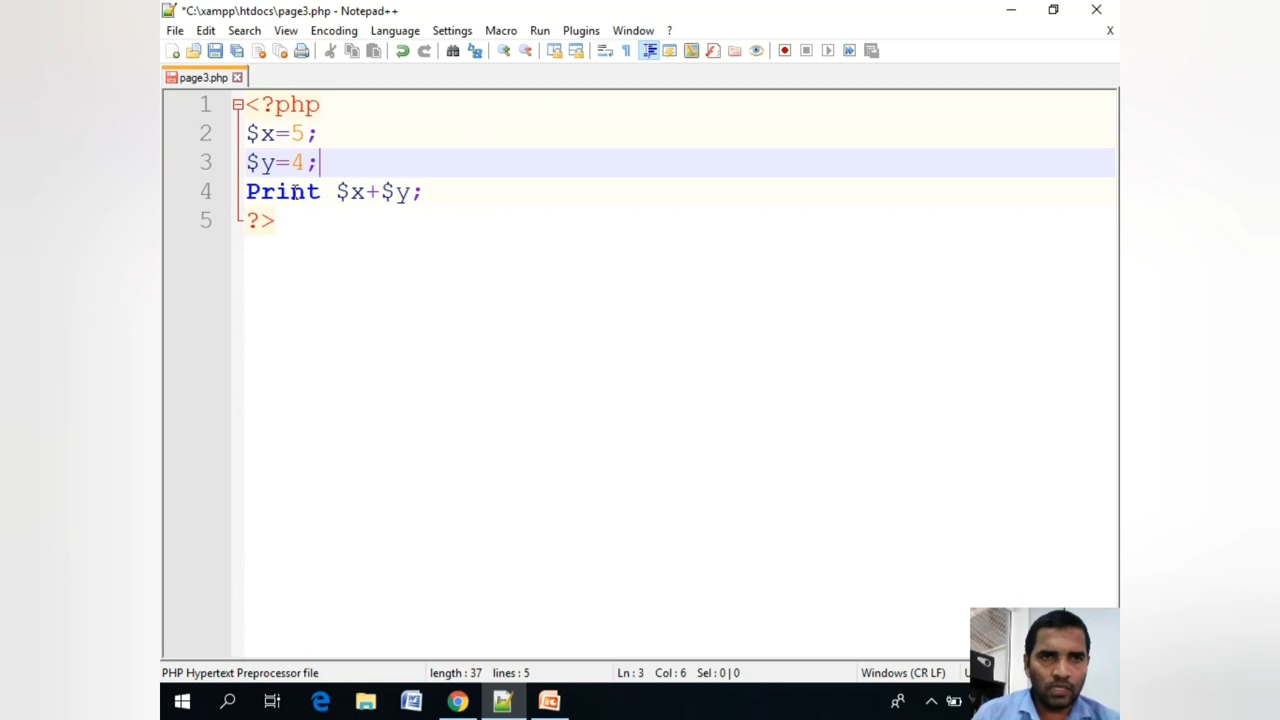 *C:\xampp\htdocs\page3.php - Notepad++
File Edit Search View Encoding Language Settings Macro Run Plugins Window ? X
page3.php
1 <?php
2 $x=5;
3 $y=4;
4 Print $x+$y;
5 ?>
PHP Hypertext Preprocessor file length : 37 lines : 5 Ln : 3 Col : 6 Sel : 0 | 0 Windows (CR LF)